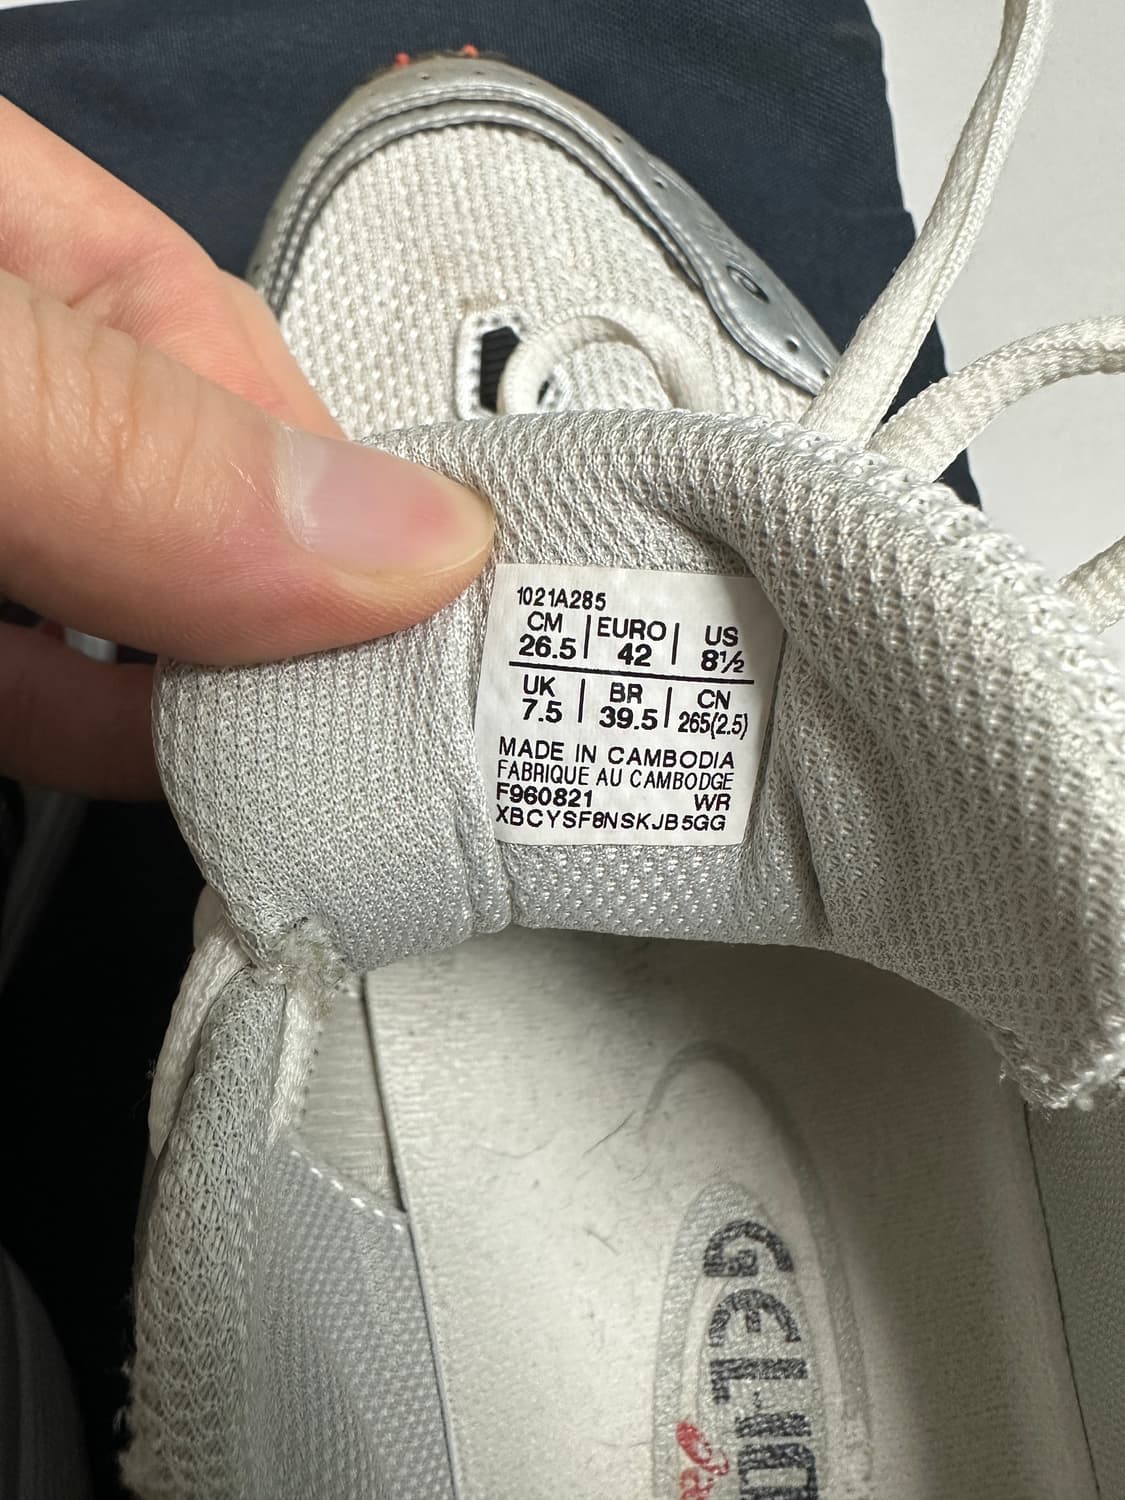 1021A285
CM | EURO | US
26.5 | 42 | 8½
UK | BR | CN
7.5 | 39.5 | 265(2.5)
MADE IN CAMBODIA
FABRIQUE AU CAMBODGE
F960821 WR
XBCYSF8NSKJB5GG
GEL